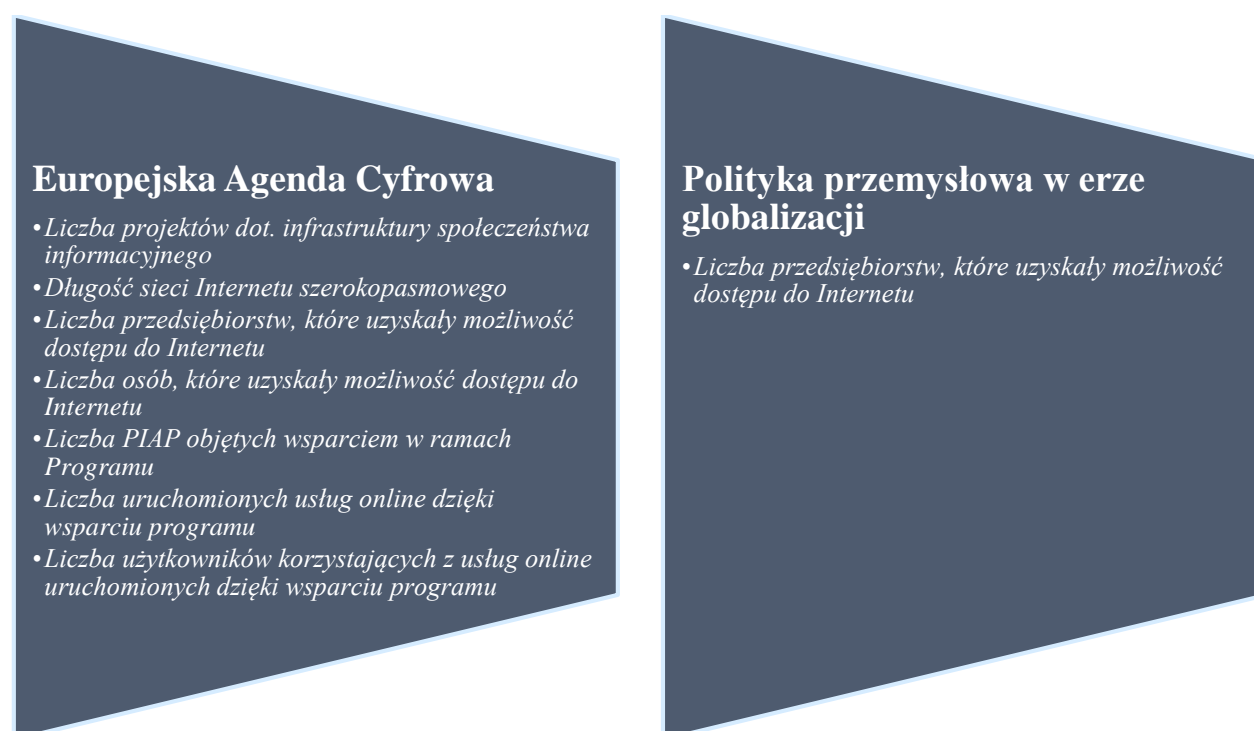 Europejska Agenda Cyfrowa
•Liczba projektów dot. infrastruktury społeczeństwa
informacyjnego
•Długość sieci Internetu szerokopasmowego
•Liczba przedsiębiorstw, które uzyskały możliwość
dostępu do Internetu
•Liczba osób, które uzyskały możliwość dostępu do
Internetu
•Liczba PIAP objętych wsparciem w ramach
Programu
•Liczba uruchomionych usług online dzięki
wsparciu programu
•Liczba użytkowników korzystających z usług online
uruchomionych dzięki wsparciu programu
Polityka przemysłowa w erze
globalizacji
•Liczba przedsiębiorstw, które uzyskały możliwość
dostępu do Internetu